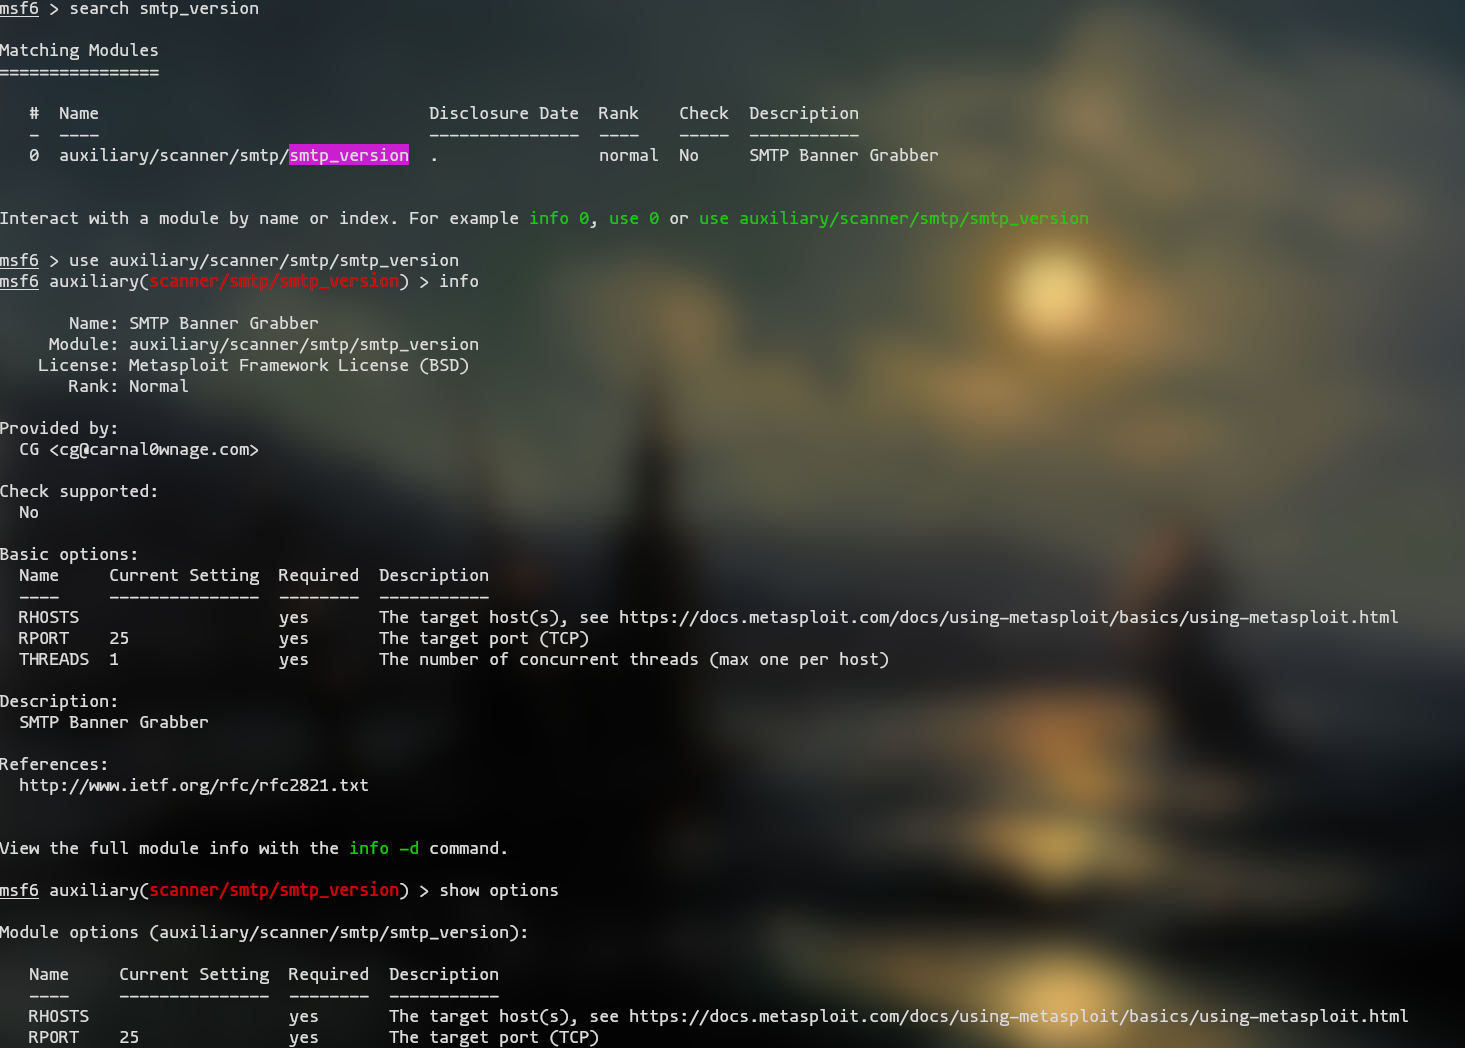 msf6 > search smtp_version
Matching Modules
================
#  Name                                 Disclosure Date  Rank    Check  Description
-  ----                                 ---------------  ----    -----  -----------
0  auxiliary/scanner/smtp/smtp_version  .                normal  No     SMTP Banner Grabber
Interact with a module by name or index. For example info 0, use 0 or use auxiliary/scanner/smtp/smtp_version
msf6 > use auxiliary/scanner/smtp/smtp_version
msf6 auxiliary(scanner/smtp/smtp_version) > info
Name: SMTP Banner Grabber
Module: auxiliary/scanner/smtp/smtp_version
License: Metasploit Framework License (BSD)
Rank: Normal
Provided by:
CG <cg@carnal0wnage.com>
Check supported:
No
Basic options:
Name     Current Setting  Required  Description
----     ---------------  --------  -----------
RHOSTS                    yes       The target host(s), see https://docs.metasploit.com/docs/using-metasploit/basics/using-metasploit.html
RPORT    25               yes       The target port (TCP)
THREADS  1                yes       The number of concurrent threads (max one per host)
Description:
SMTP Banner Grabber
References:
http://www.ietf.org/rfc/rfc2821.txt
View the full module info with the info -d command.
msf6 auxiliary(scanner/smtp/smtp_version) > show options
Module options (auxiliary/scanner/smtp/smtp_version):
Name     Current Setting  Required  Description
----     ---------------  --------  -----------
RHOSTS                    yes       The target host(s), see https://docs.metasploit.com/docs/using-metasploit/basics/using-metasploit.html
RPORT    25               yes       The target port (TCP)